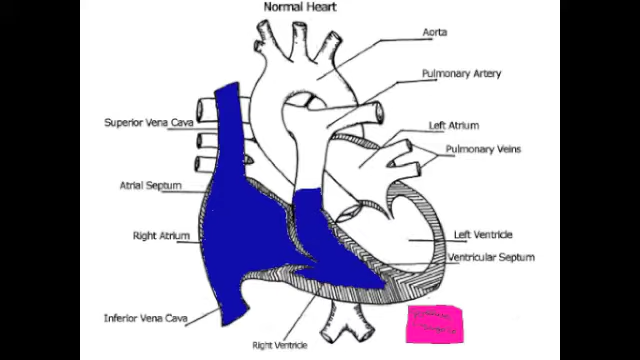 Normal Heart
Aorta
Pulmonary Artery
Superior Vena Cava
Left Atrium
Pulmonary Veins
Atrial Septum
Right Atrium
Left Ventricle
Ventricular Septum
Inferior Vena Cava
Right Ventricle